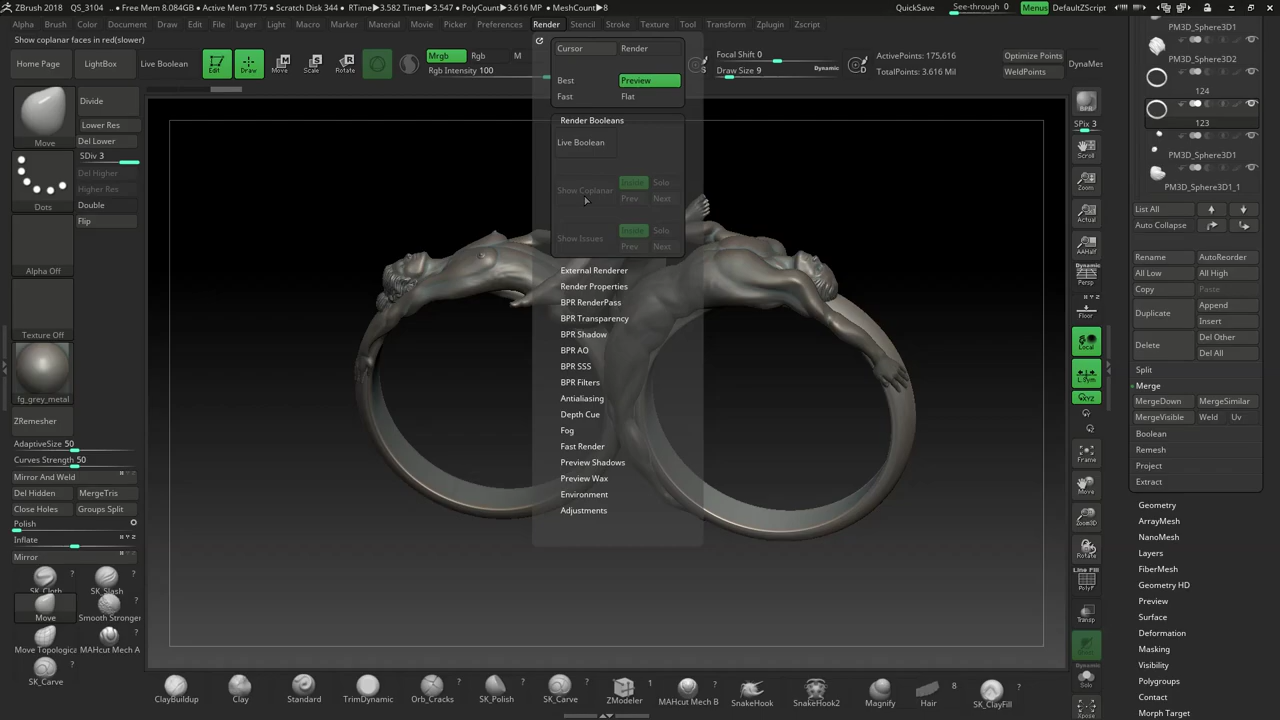 ZBrush 2018 QS_3104 .. ● Free Mem 8.084GB ● Active Mem 1775 ● Scratch Disk 344 ● RTime▶3.582 Timer▶3.547 ● PolyCount▶3.616 MP ● MeshCount▶8 QuickSave See-through 0 Menus DefaultZScript
Alpha Brush Color Document Draw Edit File Layer Light Macro Marker Material Movie Picker Preferences Render Stencil Stroke Texture Tool Transform Zplugin Zscript
Show coplanar faces in red(slower)
Home Page LightBox Live Boolean Edit Draw Move Scale Rotate
Mrgb Rgb M
Rgb Intensity 100
Focal Shift 0
Draw Size 9 Dynamic
S
D
ActivePoints: 175,616
TotalPoints: 3.616 mil
Optimize Points
WeldPoints
DynaMes
Move
Dots
Alpha Off
Texture Off
fg_grey_metal
Divide
Lower Res
Del Lower
SDiv 3
Del Higher
Higher Res
Double
Flip
ZRemesher
AdaptiveSize 50
Curves Strength 50
Mirror And Weld
Del Hidden MergeTris
Close Holes Groups Split
Polish
Inflate X Y Z
Mirror X Y Z
SK_Cloth ? SK_Slash ?
Move Smooth Stronger
Move Topologica MAHcut Mech A
SK_Carve ?
Cursor Render
Best Preview
Fast Flat
Render Booleans
Live Boolean
Show Coplanar Inside Solo
Prev Next
Show Issues Inside Solo
Prev Next
External Renderer
Render Properties
BPR RenderPass
BPR Transparency
BPR Shadow
BPR AO
BPR SSS
BPR Filters
Antialiasing
Depth Cue
Fog
Fast Render
Preview Shadows
Preview Wax
Environment
Adjustments
BPR
SPix 3
Scroll
Zoom
Actual
AAHalf
Dynamic
Persp
X Y Z
Floor
Local
L.Sym
XYZ
Frame
Move
Zoom3D
Rotate
Line Fill
PolyF
Transp
Dynamic
Solo
Xpose
PM3D_Sphere3D1
PM3D_Sphere3D2
124
123
PM3D_Sphere3D1
PM3D_Sphere3D1_1
List All
Auto Collapse
Rename AutoReorder
All Low All High
Copy Paste
Duplicate Append
Insert
Delete Del Other
Del All
Split
Merge
MergeDown MergeSimilar
MergeVisible Weld Uv
Boolean
Remesh
Project
Extract
Geometry
ArrayMesh
NanoMesh
Layers
FiberMesh
Geometry HD
Preview
Surface
Deformation
Masking
Visibility
Polygroups
Contact
Morph Target
ClayBuildup Clay Standard TrimDynamic Orb_Cracks ? SK_Polish ? SK_Carve ? ZModeler 1 MAHcut Mech B ? SnakeHook SnakeHook2 Magnify Hair 8 SK_ClayFill ?